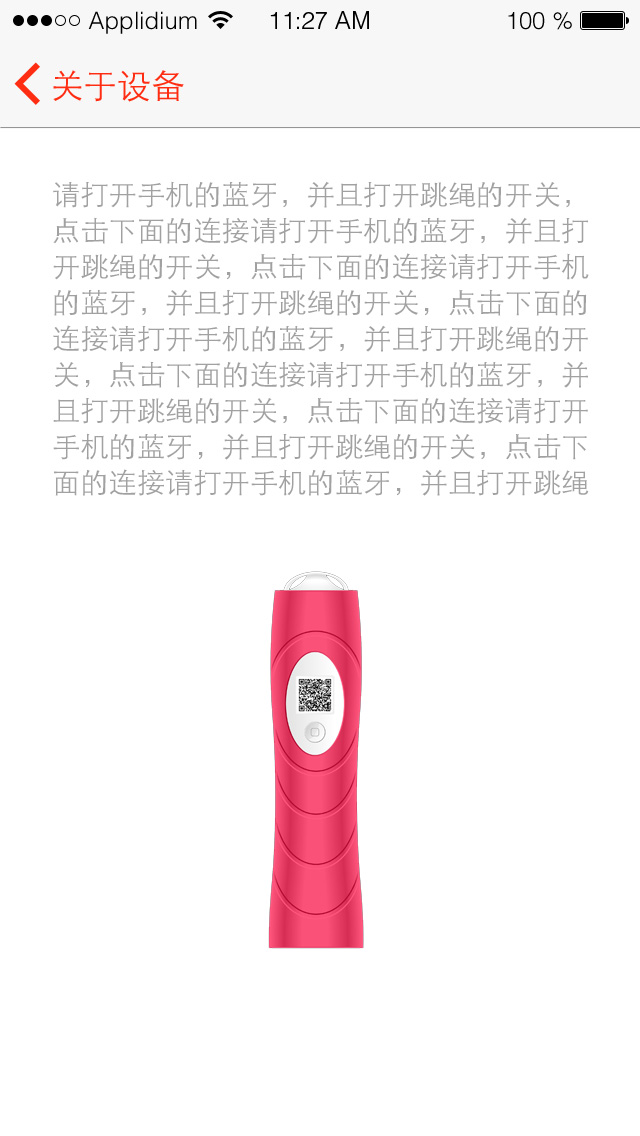 Applidium 11:27 AM 100 %
关于设备
请打开手机的蓝牙，并且打开跳绳的开关，
点击下面的连接请打开手机的蓝牙，并且打
开跳绳的开关，点击下面的连接请打开手机
的蓝牙，并且打开跳绳的开关，点击下面的
连接请打开手机的蓝牙，并且打开跳绳的开
关，点击下面的连接请打开手机的蓝牙，并
且打开跳绳的开关，点击下面的连接请打开
手机的蓝牙，并且打开跳绳的开关，点击下
面的连接请打开手机的蓝牙，并且打开跳绳